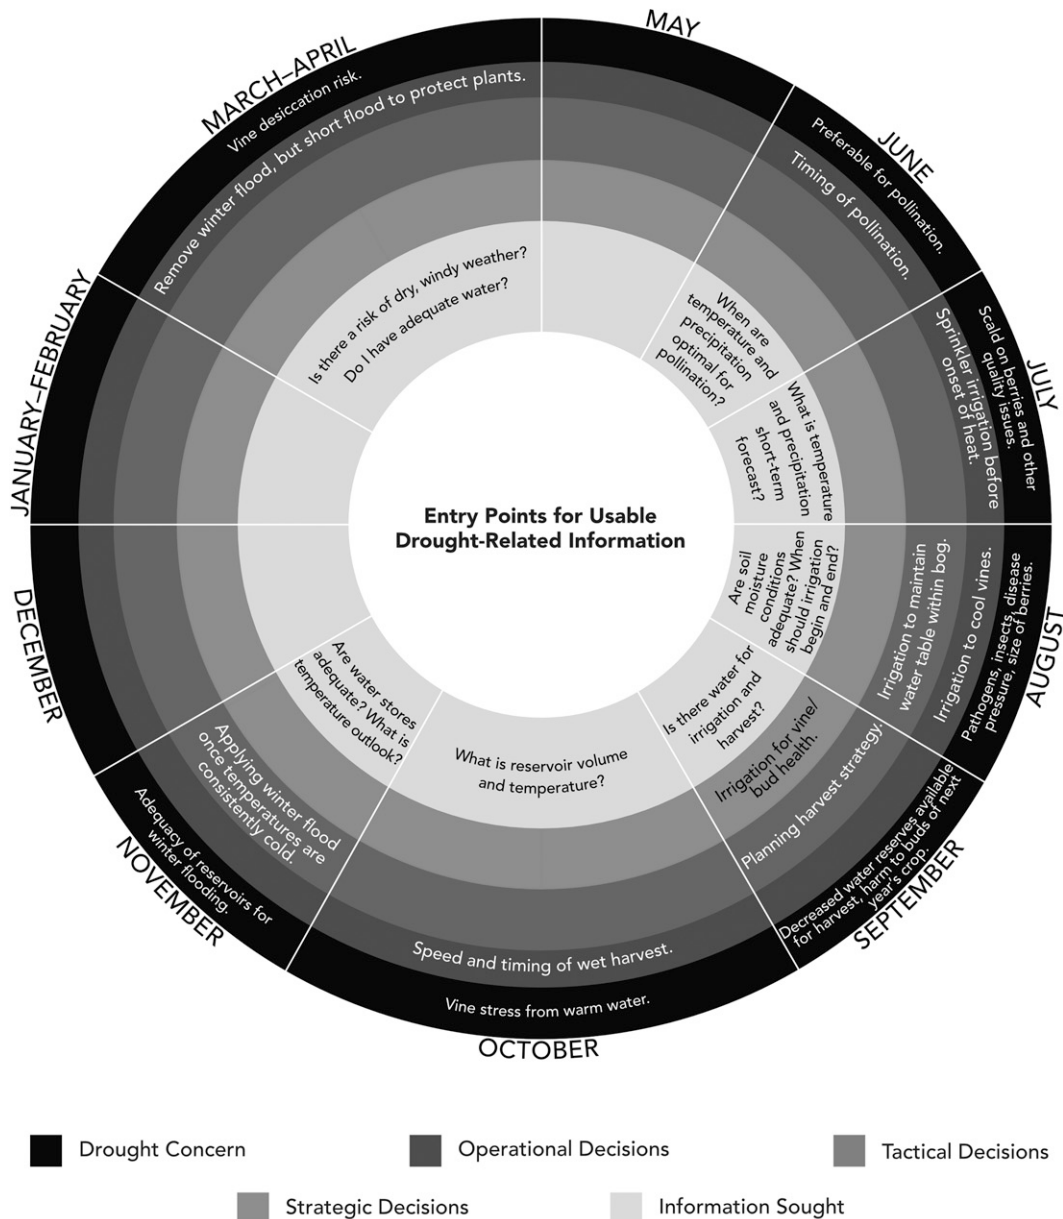 MAY
JUNE
JULY
AUGUST
SEPTEMBER
OCTOBER
NOVEMBER
DECEMBER
JANUARY–FEBRUARY
MARCH–APRIL
Vine desiccation risk.
Remove winter flood, but short flood to protect plants.
Is there a risk of dry, windy weather?
Do I have adequate water?
Preferable for pollination.
Timing of pollination.
When are
temperature and
precipitation
optimal for
pollination?
Scald on berries and other
quality issues.
Sprinkler irrigation before
onset of heat.
What is temperature
and precipitation
short-term
forecast?
Pathogens, insects, disease
pressure, size of berries.
Irrigation to cool vines.
Irrigation to maintain
water table within bog.
Are soil
moisture
conditions
adequate? When
should irrigation
begin and end?
Decreased water reserves available
for harvest, harm to buds of next
year's crop.
Planning harvest strategy.
Irrigation for vine/
bud health.
Is there water for
irrigation and
harvest?
Vine stress from warm water.
Speed and timing of wet harvest.
What is reservoir volume
and temperature?
Adequacy of reservoirs for
winter flooding.
Applying winter flood
once temperatures are
consistently cold.
Are water stores
adequate? What is
temperature outlook?
Entry Points for Usable
Drought-Related Information
Drought Concern
Operational Decisions
Tactical Decisions
Strategic Decisions
Information Sought